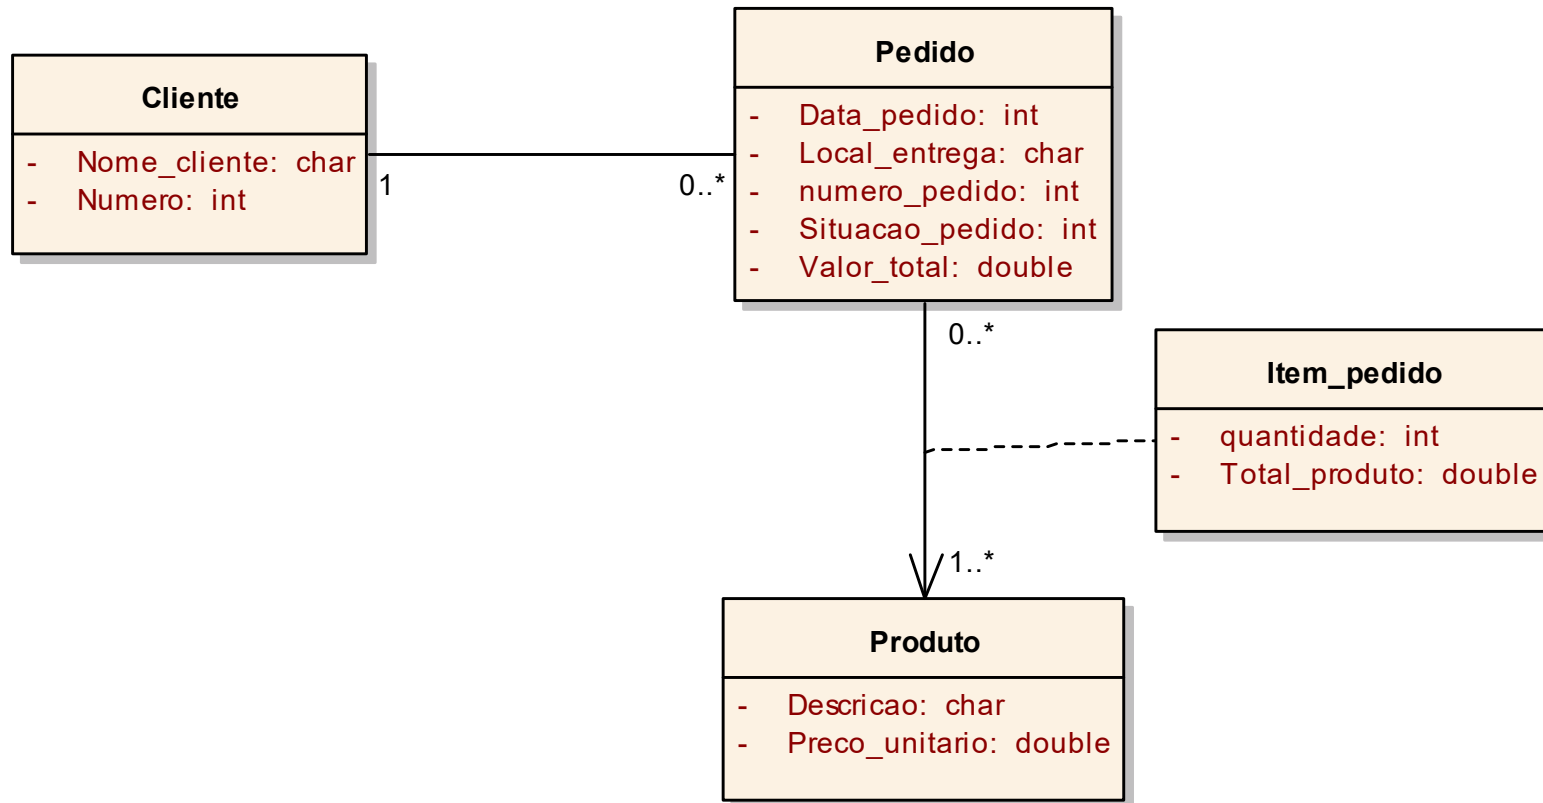 Cliente
- Nome_cliente: char
- Numero: int
1
0..*
Pedido
- Data_pedido: int
- Local_entrega: char
- numero_pedido: int
- Situacao_pedido: int
- Valor_total: double
0..*
1..*
Item_pedido
- quantidade: int
- Total_produto: double
Produto
- Descricao: char
- Preco_unitario: double